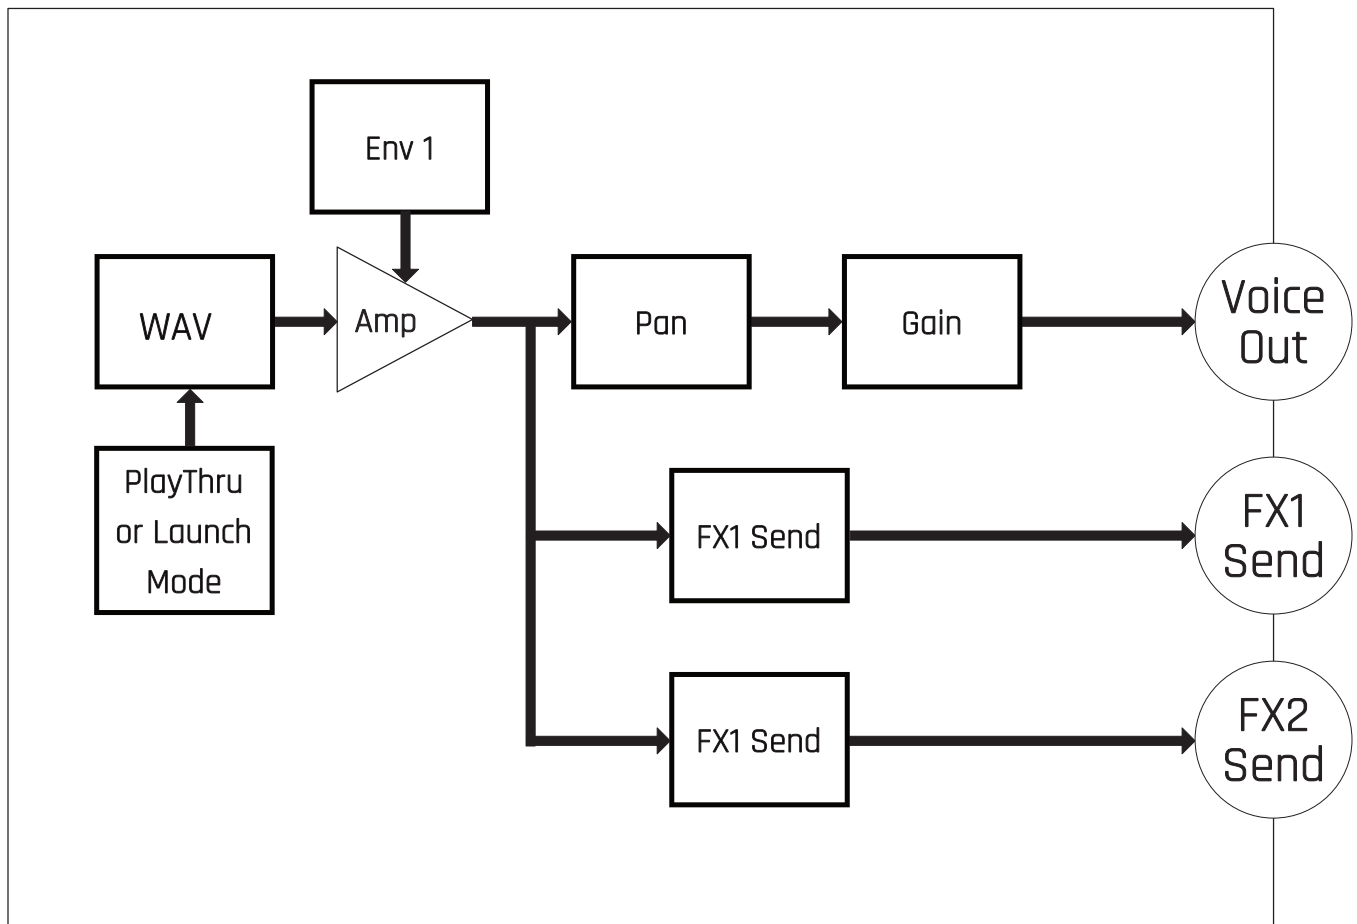 Env 1
WAV
Amp
Pan
Gain
Voice
Out
PlayThru
or Launch
Mode
FX1 Send
FX1
Send
FX1 Send
FX2
Send